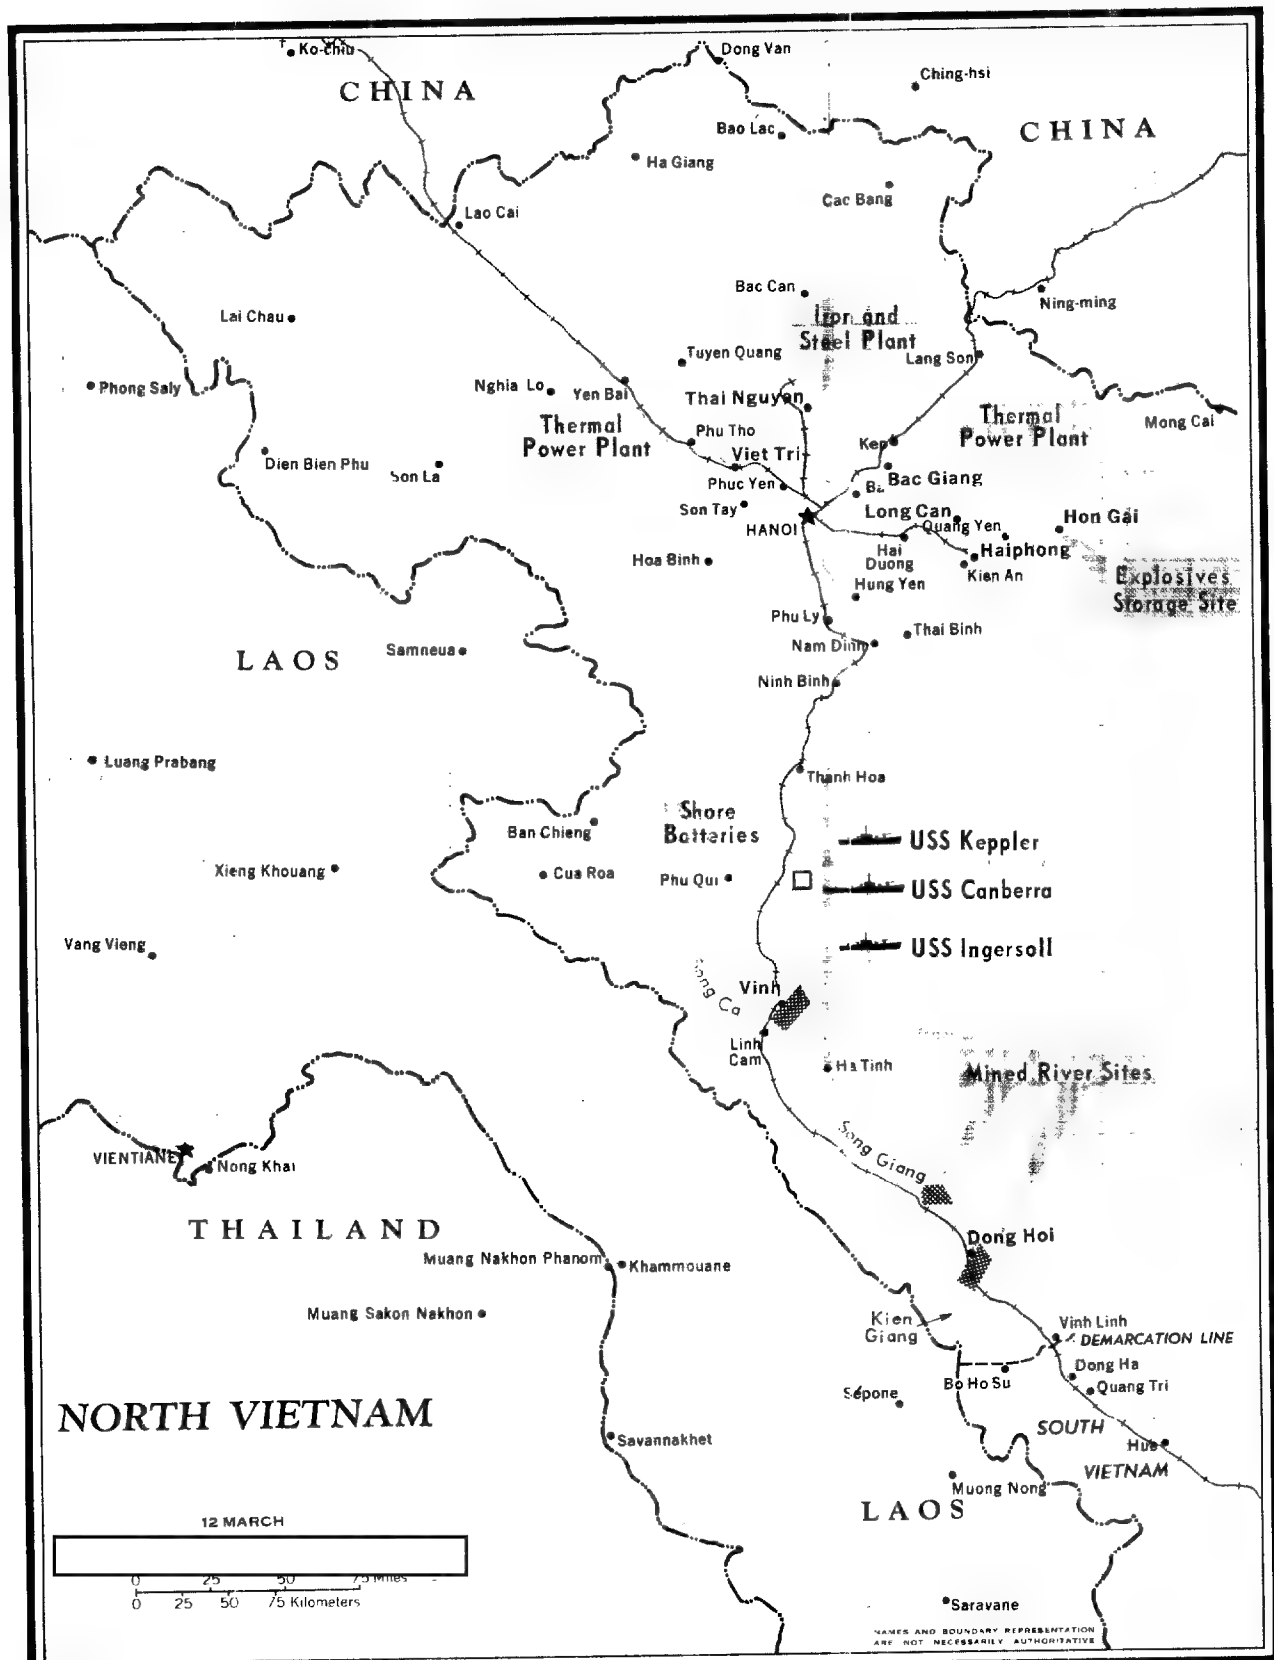 Ko-chiu
CHINA
Dong Van
Ching-hsi
CHINA
Bao Lac
Ha Giang
Cao Bang
Lao Cai
Bac Can
Ning-ming
Lai Chau
Iron and
Steel Plant
Lang Son
Tuyen Quang
Phong Saly
Nghia Lo
Yen Bai
Thai Nguyen
Thermal
Power Plant
Thermal
Power Plant
Mong Cai
Phu Tho
Kep
Viet Tri
Dien Bien Phu
Son La
Phuc Yen
Bac Giang
Son Tay
Long Can
Hon Gai
HANOI
Quang Yen
Hai
Duong
Haiphong
Hoa Binh
Kien An
Explosives
Storage Site
Hung Yen
Phu Ly
Thai Binh
Nam Dinh
Samneua
LAOS
Ninh Binh
Luang Prabang
Thanh Hoa
Shore
Batteries
Ban Chieng
USS Keppler
Xieng Khouang
Cua Roa
Phu Qui
USS Canberra
Vang Vieng
USS Ingersoll
Song Ca
Vinh
Linh
Cam
Ha Tinh
Mined River Sites
Song Giang
VIENTIANE
Nong Khai
THAILAND
Dong Hoi
Muang Nakhon Phanom
Khammouane
Muang Sakon Nakhon
Kien
Giang
Vinh Linh
DEMARCATION LINE
Dong Ha
Bo Ho Su
Quang Tri
Sepone
NORTH VIETNAM
SOUTH
VIETNAM
Savannakhet
Hue
Muong Nong
LAOS
12 MARCH
0 25 50 75 Miles
0 25 50 75 Kilometers
Saravane
NAMES AND BOUNDARY REPRESENTATION
ARE NOT NECESSARILY AUTHORITATIVE